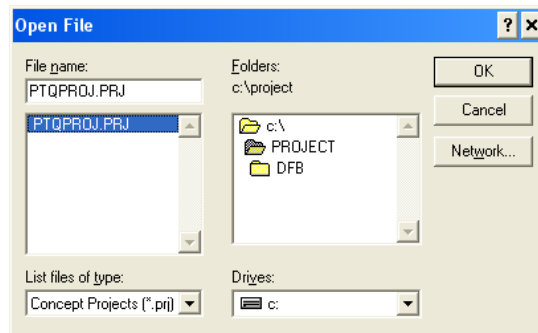 Open File
File name:
PTQPROJ.PRJ
PTQPROJ.PRJ
List files of type:
Concept Projects (*.prj)
Folders:
c:\project
c:\
PROJECT
DFB
Drives:
c:
OK
Cancel
Network...